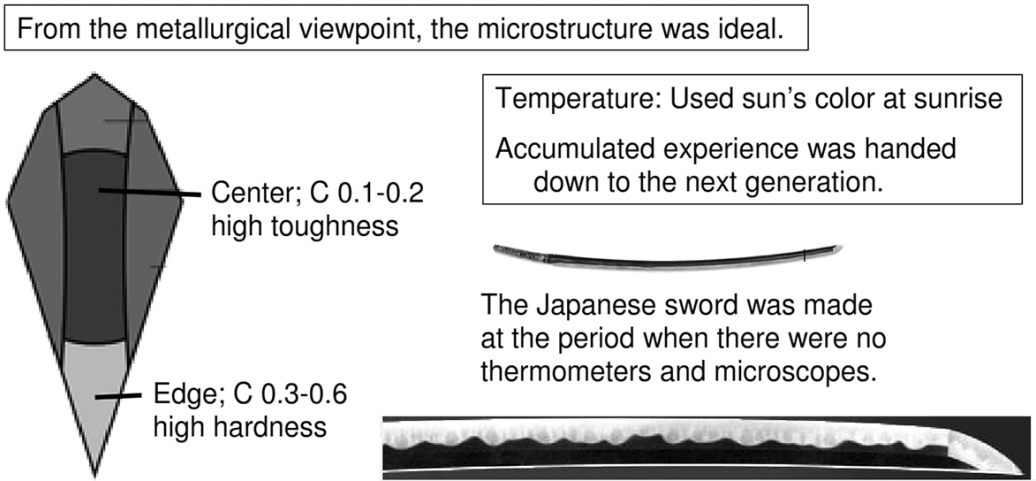 From the metallurgical viewpoint, the microstructure was ideal.
Temperature: Used sun's color at sunrise
Accumulated experience was handed
down to the next generation.
Center; C 0.1-0.2
high toughness
The Japanese sword was made
at the period when there were no
thermometers and microscopes.
Edge; C 0.3-0.6
high hardness